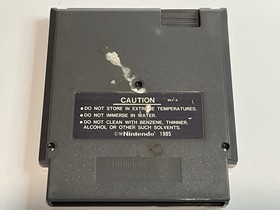 CAUTION
• DO NOT STORE IN EXTREME TEMPERATURES.
• DO NOT IMMERSE IN WATER.
• DO NOT CLEAN WITH BENZENE, THINNER,
ALCOHOL OR OTHER SUCH SOLVENTS.
©Nintendo 1985
Nintendo